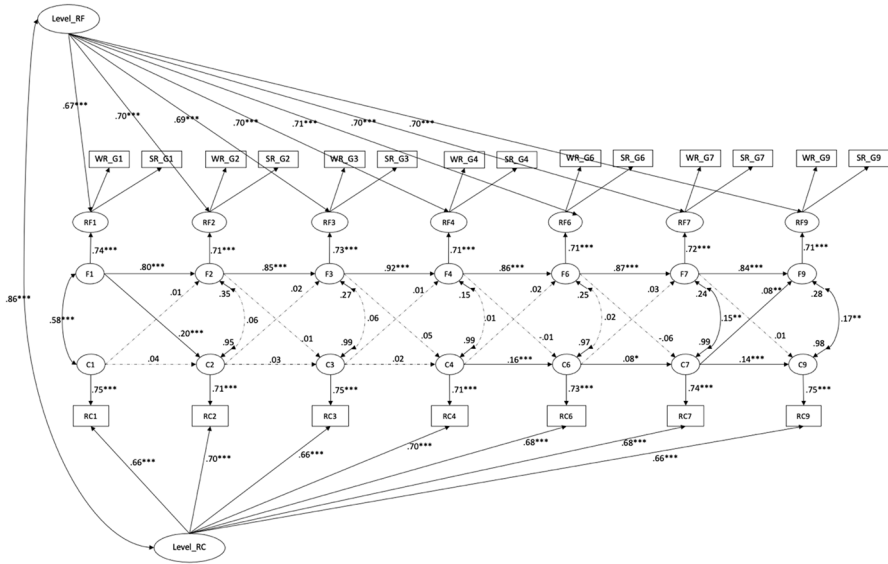 Level_RF
.67***
.70***
.69***
.70***
.71***
.70***
WR_G1
SR_G1
WR_G2
SR_G2
WR_G3
SR_G3
WR_G4
SR_G4
WR_G6
SR_G6
WR_G7
SR_G7
WR_G9
SR_G9
RF1
RF2
RF3
RF4
RF6
RF7
RF9
.74***
.71***
.73***
.71***
.71***
.72***
.71***
F1
.80***
F2
.85***
F3
.92***
F4
.86***
F6
.87***
F7
.84***
F9
.86***
.58***
.01
.35
.02
.27
.01
.15
.02
.25
.03
.24
.08**
.28
.20***
.06
.01
.06
.05
.01
-.01
.02
-.06
.15**
.01
.17**
.95
.99
.99
.97
.99
.98
C1
.04
C2
.03
C3
.02
C4
.16***
C6
.08*
C7
.14***
C9
.75***
.71***
.75***
.71***
.73***
.74***
.75***
RC1
RC2
RC3
RC4
RC6
RC7
RC9
.66***
.70***
.66***
.70***
.68***
.68***
.66***
Level_RC